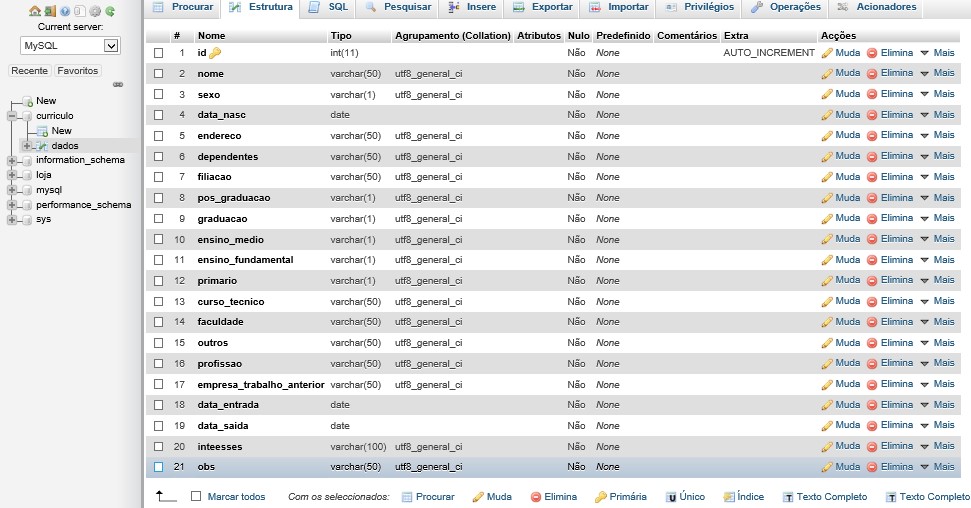 Current server:
MySQL
Recente Favoritos
New
curriculo
New
dados
information_schema
loja
mysql
performance_schema
sys
Procurar Estrutura SQL Pesquisar Insere Exportar Importar Privilégios Operações Acionadores
# Nome Tipo Agrupamento (Collation) Atributos Nulo Predefinido Comentários Extra Acções
1 id int(11) Não None AUTO_INCREMENT Muda Elimina Mais
2 nome varchar(50) utf8_general_ci Não None Muda Elimina Mais
3 sexo varchar(1) utf8_general_ci Não None Muda Elimina Mais
4 data_nasc date Não None Muda Elimina Mais
5 endereco varchar(50) utf8_general_ci Não None Muda Elimina Mais
6 dependentes varchar(50) utf8_general_ci Não None Muda Elimina Mais
7 filiacao varchar(50) utf8_general_ci Não None Muda Elimina Mais
8 pos_graduacao varchar(1) utf8_general_ci Não None Muda Elimina Mais
9 graduacao varchar(1) utf8_general_ci Não None Muda Elimina Mais
10 ensino_medio varchar(1) utf8_general_ci Não None Muda Elimina Mais
11 ensino_fundamental varchar(1) utf8_general_ci Não None Muda Elimina Mais
12 primario varchar(1) utf8_general_ci Não None Muda Elimina Mais
13 curso_tecnico varchar(50) utf8_general_ci Não None Muda Elimina Mais
14 faculdade varchar(50) utf8_general_ci Não None Muda Elimina Mais
15 outros varchar(50) utf8_general_ci Não None Muda Elimina Mais
16 profissao varchar(50) utf8_general_ci Não None Muda Elimina Mais
17 empresa_trabalho_anterior varchar(50) utf8_general_ci Não None Muda Elimina Mais
18 data_entrada date Não None Muda Elimina Mais
19 data_saida date Não None Muda Elimina Mais
20 inteesses varchar(100) utf8_general_ci Não None Muda Elimina Mais
21 obs varchar(50) utf8_general_ci Não None Muda Elimina Mais
Marcar todos Com os seleccionados: Procurar Muda Elimina Primária Único Índice Texto Completo Texto Completo